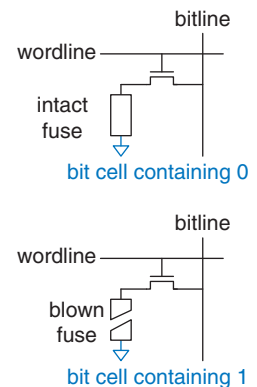 bitline
wordline
intact
fuse
bit cell containing 0
bitline
wordline
blown
fuse
bit cell containing 1